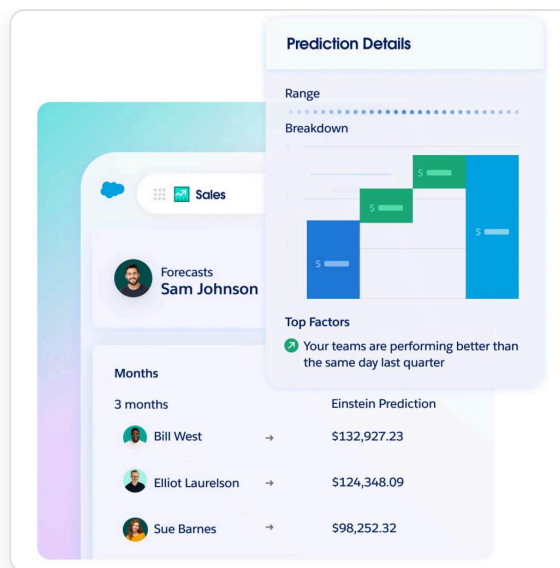 Prediction Details
Range
Breakdown
$
$
$
$
Top Factors
Your teams are performing better than
the same day last quarter
Sales
Forecasts
Sam Johnson
Months
3 months Einstein Prediction
Bill West → $132,927.23
Elliot Laurelson → $124,348.09
Sue Barnes → $98,252.32